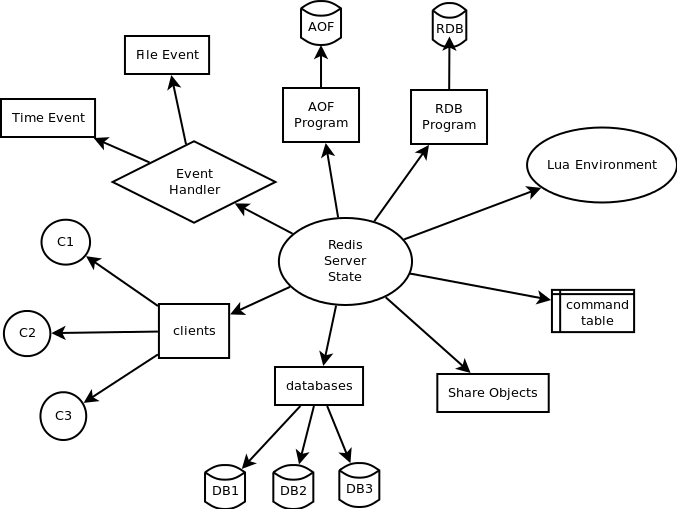 AOF
RDB
File Event
Time Event
AOF
Program
RDB
Program
Event
Handler
Lua Environment
C1
Redis
Server
State
command
table
C2
clients
databases
Share Objects
C3
DB1
DB2
DB3